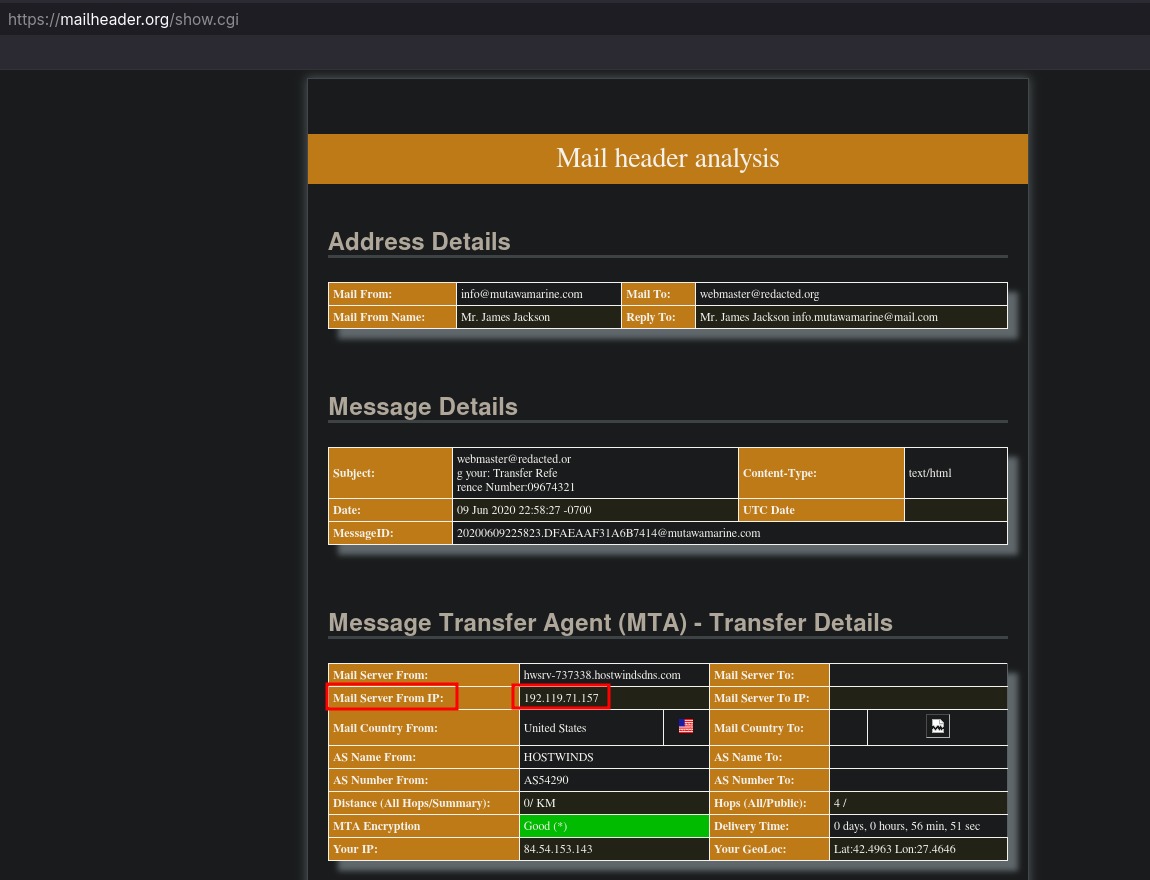 https://mailheader.org/show.cgi
Mail header analysis
Address Details
Mail From: info@mutawamarine.com Mail To: webmaster@redacted.org
Mail From Name: Mr. James Jackson Reply To: Mr. James Jackson info.mutawamarine@mail.com
Message Details
Subject: webmaster@redacted.or
g your: Transfer Refe
rence Number:09674321
Content-Type: text/html
Date: 09 Jun 2020 22:58:27 -0700 UTC Date
MessageID: 20200609225823.DFAEAAF31A6B7414@mutawamarine.com
Message Transfer Agent (MTA) - Transfer Details
Mail Server From: hwsrv-737338.hostwindsdns.com Mail Server To:
Mail Server From IP: 192.119.71.157 Mail Server To IP:
Mail Country From: United States Mail Country To:
AS Name From: HOSTWINDS AS Name To:
AS Number From: AS54290 AS Number To:
Distance (All Hops/Summary): 0/ KM Hops (All/Public): 4 /
MTA Encryption Good (*) Delivery Time: 0 days, 0 hours, 56 min, 51 sec
Your IP: 84.54.153.143 Your GeoLoc: Lat:42.4963 Lon:27.4646